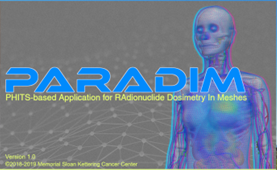 PARADIM
PHITS-based Application for RAdionuclide Dosimetry In Meshes
Version 1.0
©2018-2019 Memorial Sloan Kettering Cancer Center